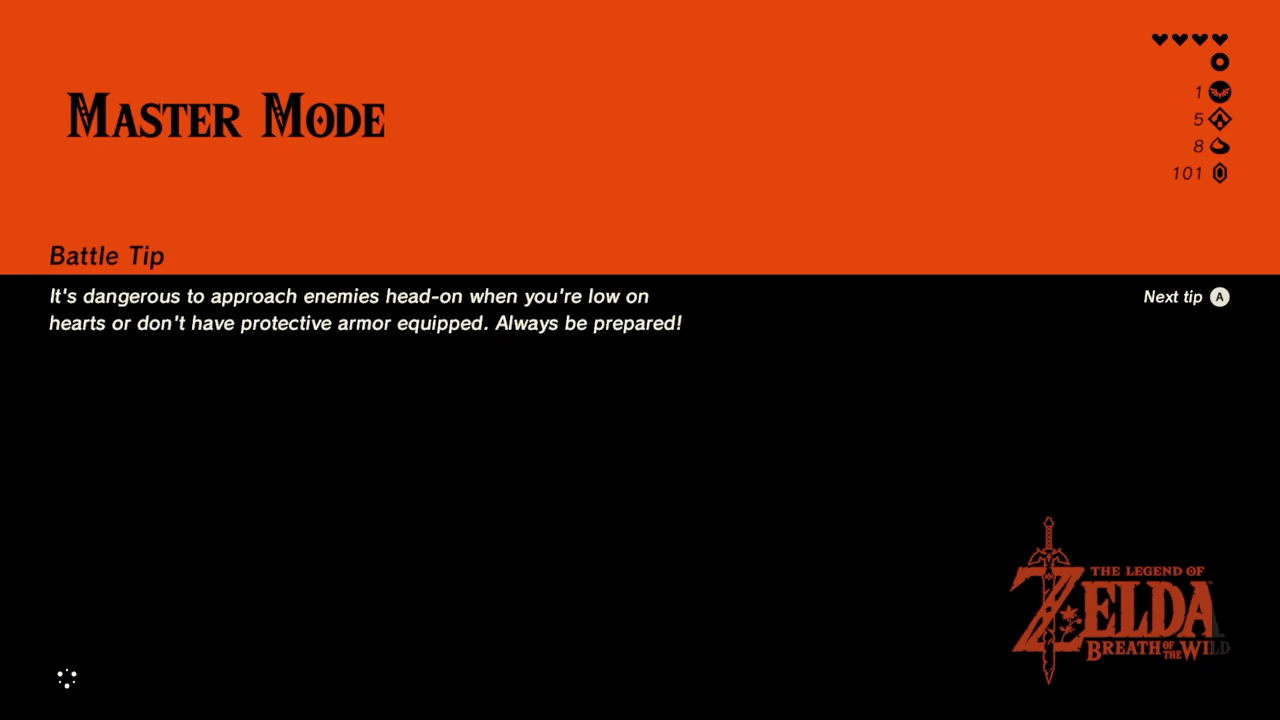 MASTER MODE
1
5
8
101
Battle Tip
It's dangerous to approach enemies head-on when you're low on
hearts or don't have protective armor equipped. Always be prepared!
Next tip A
THE LEGEND OF
ZELDA
BREATH OF THE WILD